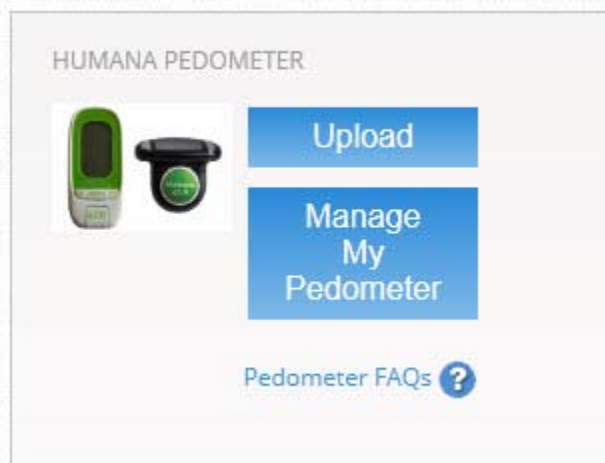 HUMANA PEDOMETER
Upload
Manage
My
Pedometer
Pedometer FAQs ?